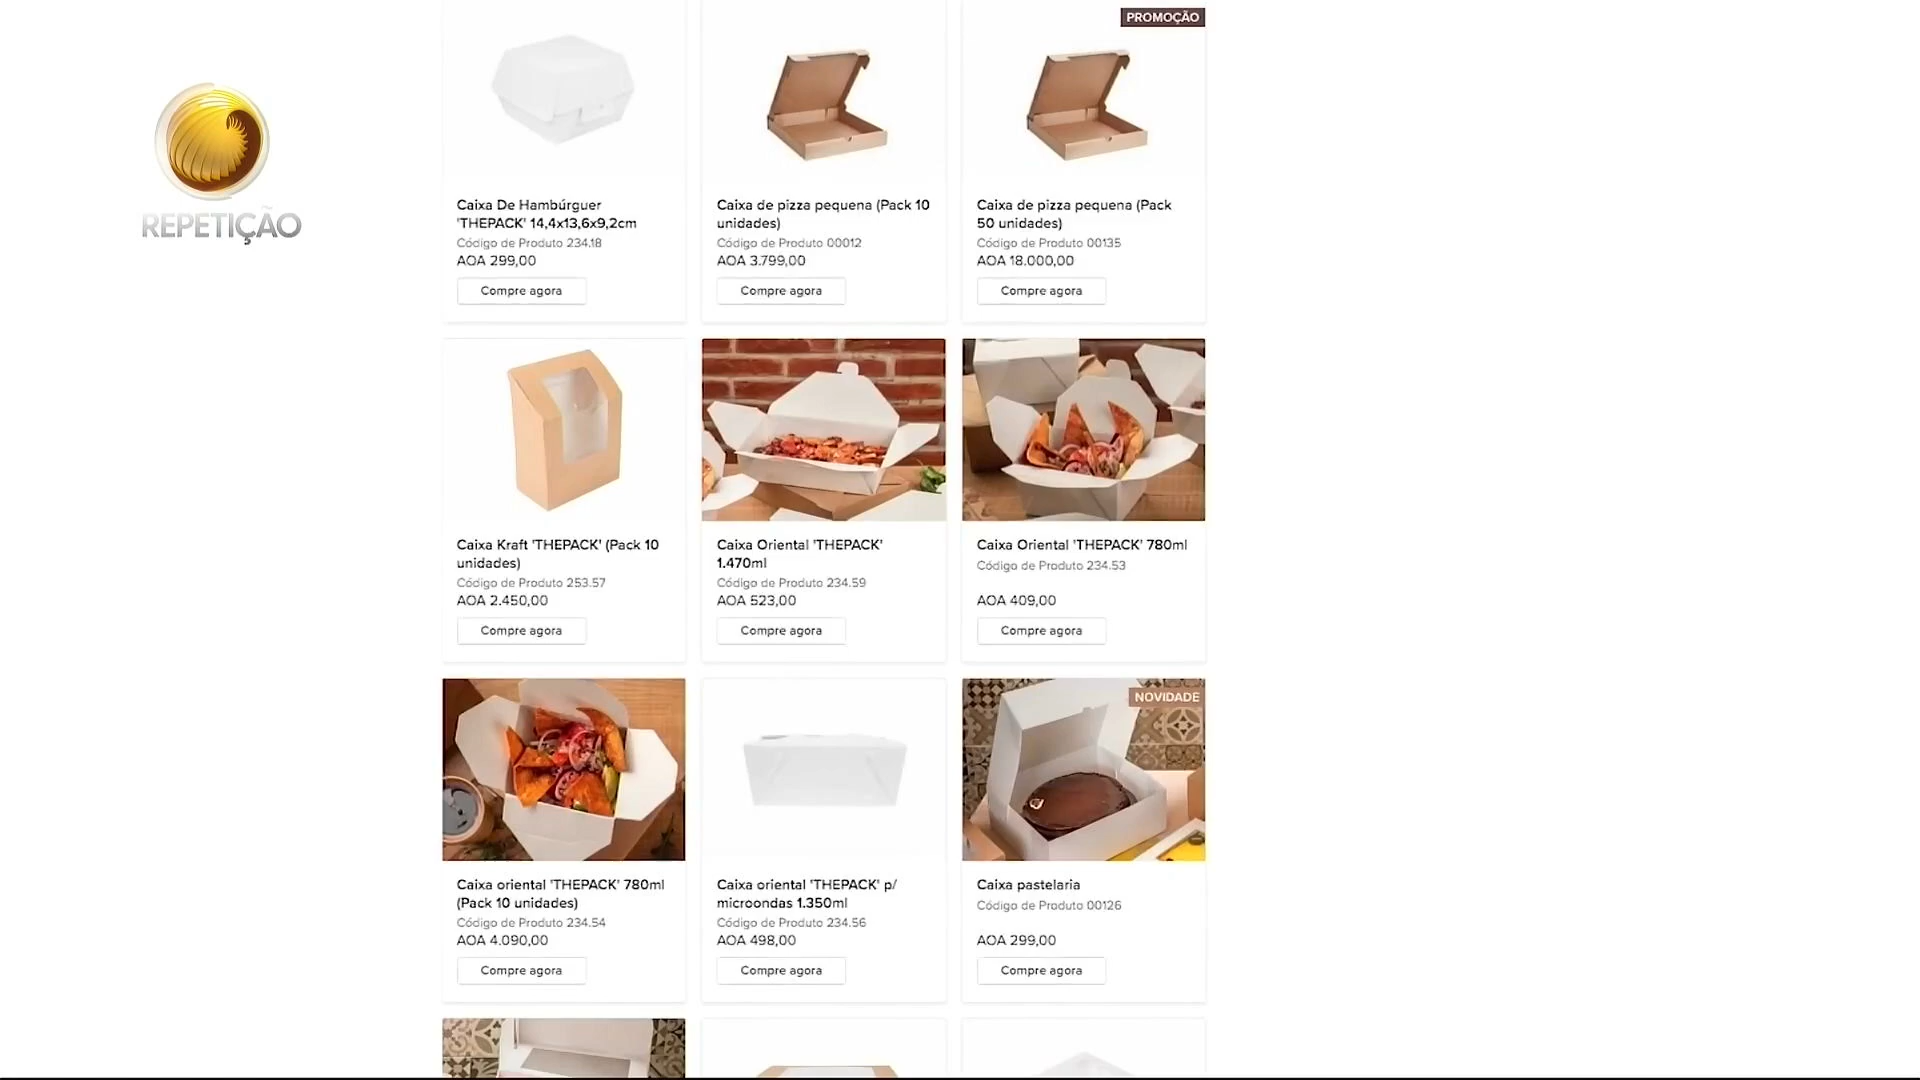 PROMOÇÃO
REPETIÇÃO
Caixa De Hambúrguer
'THEPACK' 14,4x13,6x9,2cm
Código de Produto 234.18
AOA 299,00
Compre agora
Caixa de pizza pequena (Pack 10
unidades)
Código de Produto 00012
AOA 3.799,00
Compre agora
Caixa de pizza pequena (Pack
50 unidades)
Código de Produto 00135
AOA 18.000,00
Compre agora
Caixa Kraft 'THEPACK' (Pack 10
unidades)
Código de Produto 253.57
AOA 2.450,00
Compre agora
Caixa Oriental 'THEPACK'
1.470ml
Código de Produto 234.59
AOA 523,00
Compre agora
Caixa Oriental 'THEPACK' 780ml
Código de Produto 234.53
AOA 409,00
Compre agora
Caixa oriental 'THEPACK' 780ml
(Pack 10 unidades)
Código de Produto 234.54
AOA 4.090,00
Compre agora
Caixa oriental 'THEPACK' p/
microondas 1.350ml
Código de Produto 234.56
AOA 498,00
Compre agora
NOVIDADE
Caixa pastelaria
Código de Produto 00126
AOA 299,00
Compre agora